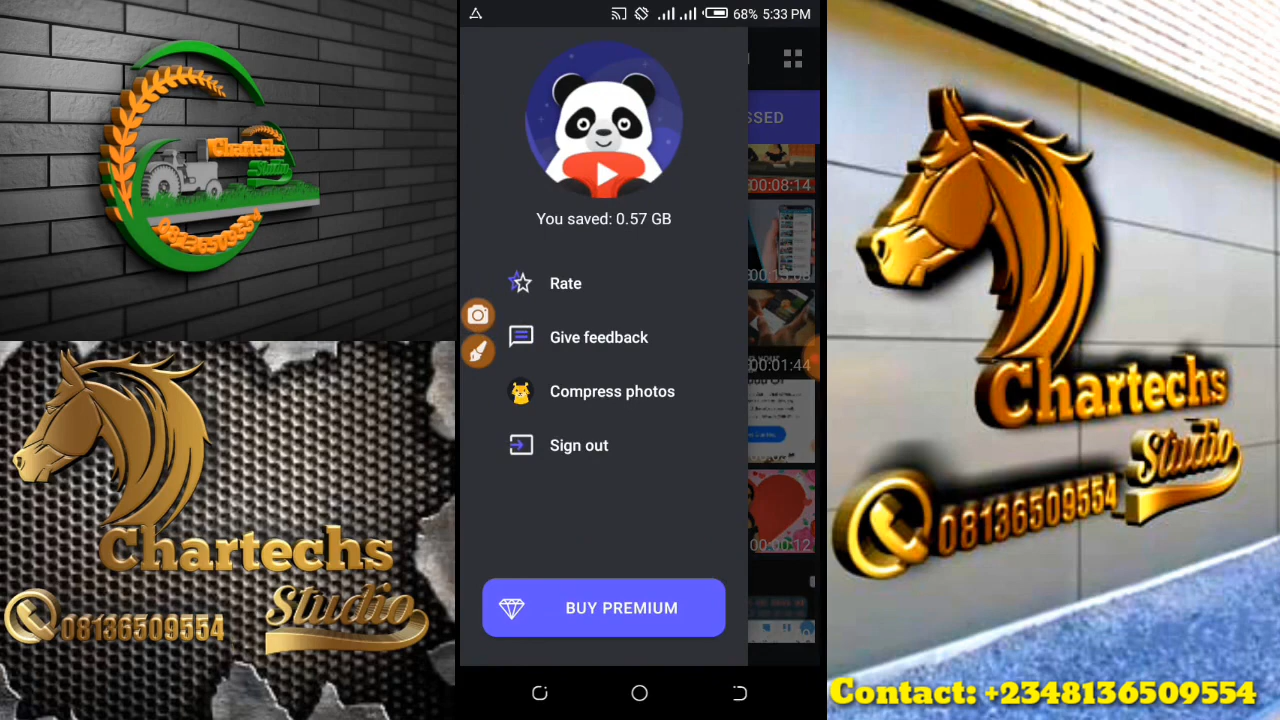 Chartechs
Studio
08136509554
Chartechs
Studio
08136509554
68% 5:33 PM
SSED
You saved: 0.57 GB
Rate
Give feedback
Compress photos
Sign out
BUY PREMIUM
00:08:14
00:01:44
00:00:12
Chartechs
Studio
08136509554
Contact: +2348136509554